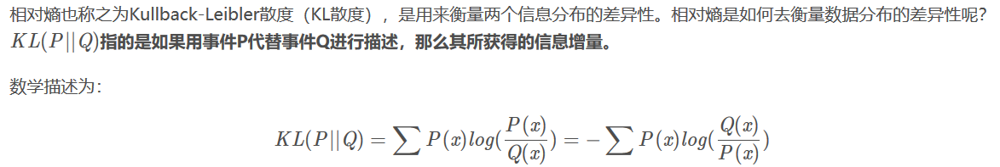 相对熵也称之为Kullback-Leibler散度（KL散度），是用来衡量两个信息分布的差异性。相对熵是如何去衡量数据分布的差异性呢？
KL(P||Q)指的是如果用事件P代替事件Q进行描述，那么其所获得的信息增量。
数学描述为：
KL(P||Q) = ∑ P(x)log(P(x)/Q(x)) = −∑ P(x)log(Q(x)/P(x))